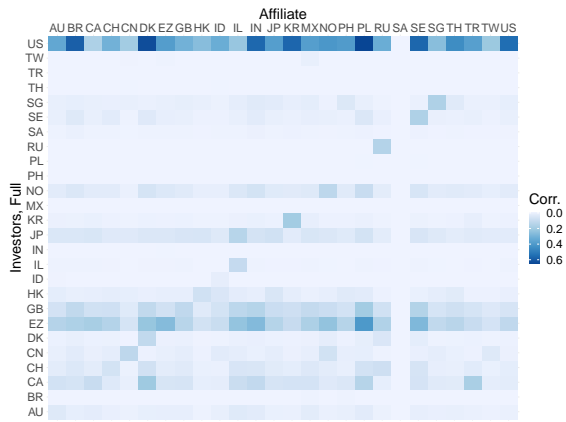 Affiliate
AU BR CA CH CN DK EZ GB HK ID IL IN JP KR MX NO PH PL RU SA SE SG TH TR TW US
US
TW
TR
TH
SG
SE
SA
RU
PL
PH
NO
MX
KR
JP
IN
IL
ID
HK
GB
EZ
DK
CN
CH
CA
BR
AU
Investors, Full
Corr.
0.0
0.2
0.4
0.6